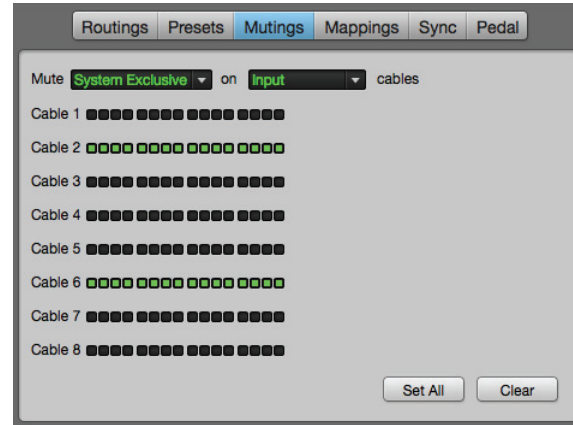 Routings Presets Mutings Mappings Sync Pedal
Mute System Exclusive on Input cables
Cable 1
Cable 2
Cable 3
Cable 4
Cable 5
Cable 6
Cable 7
Cable 8
Set All Clear